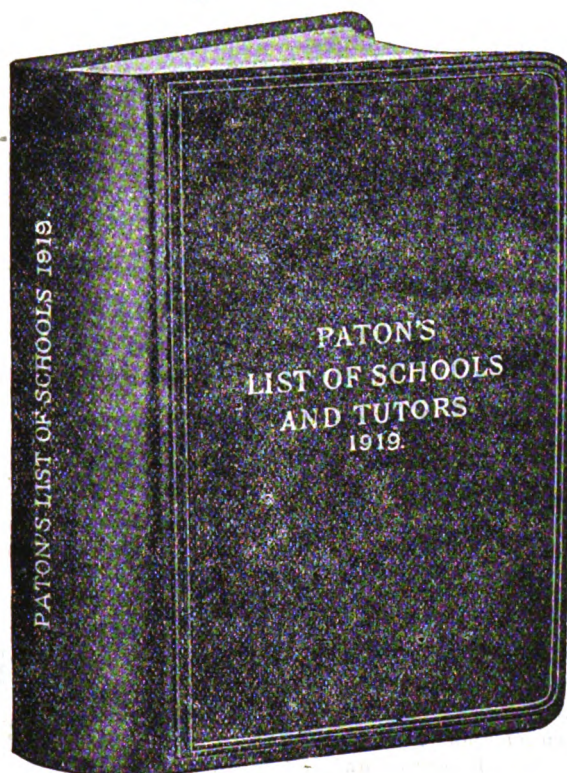 PATON'S LIST OF SCHOOLS 1919.
PATON'S
LIST OF SCHOOLS
AND TUTORS
1919.